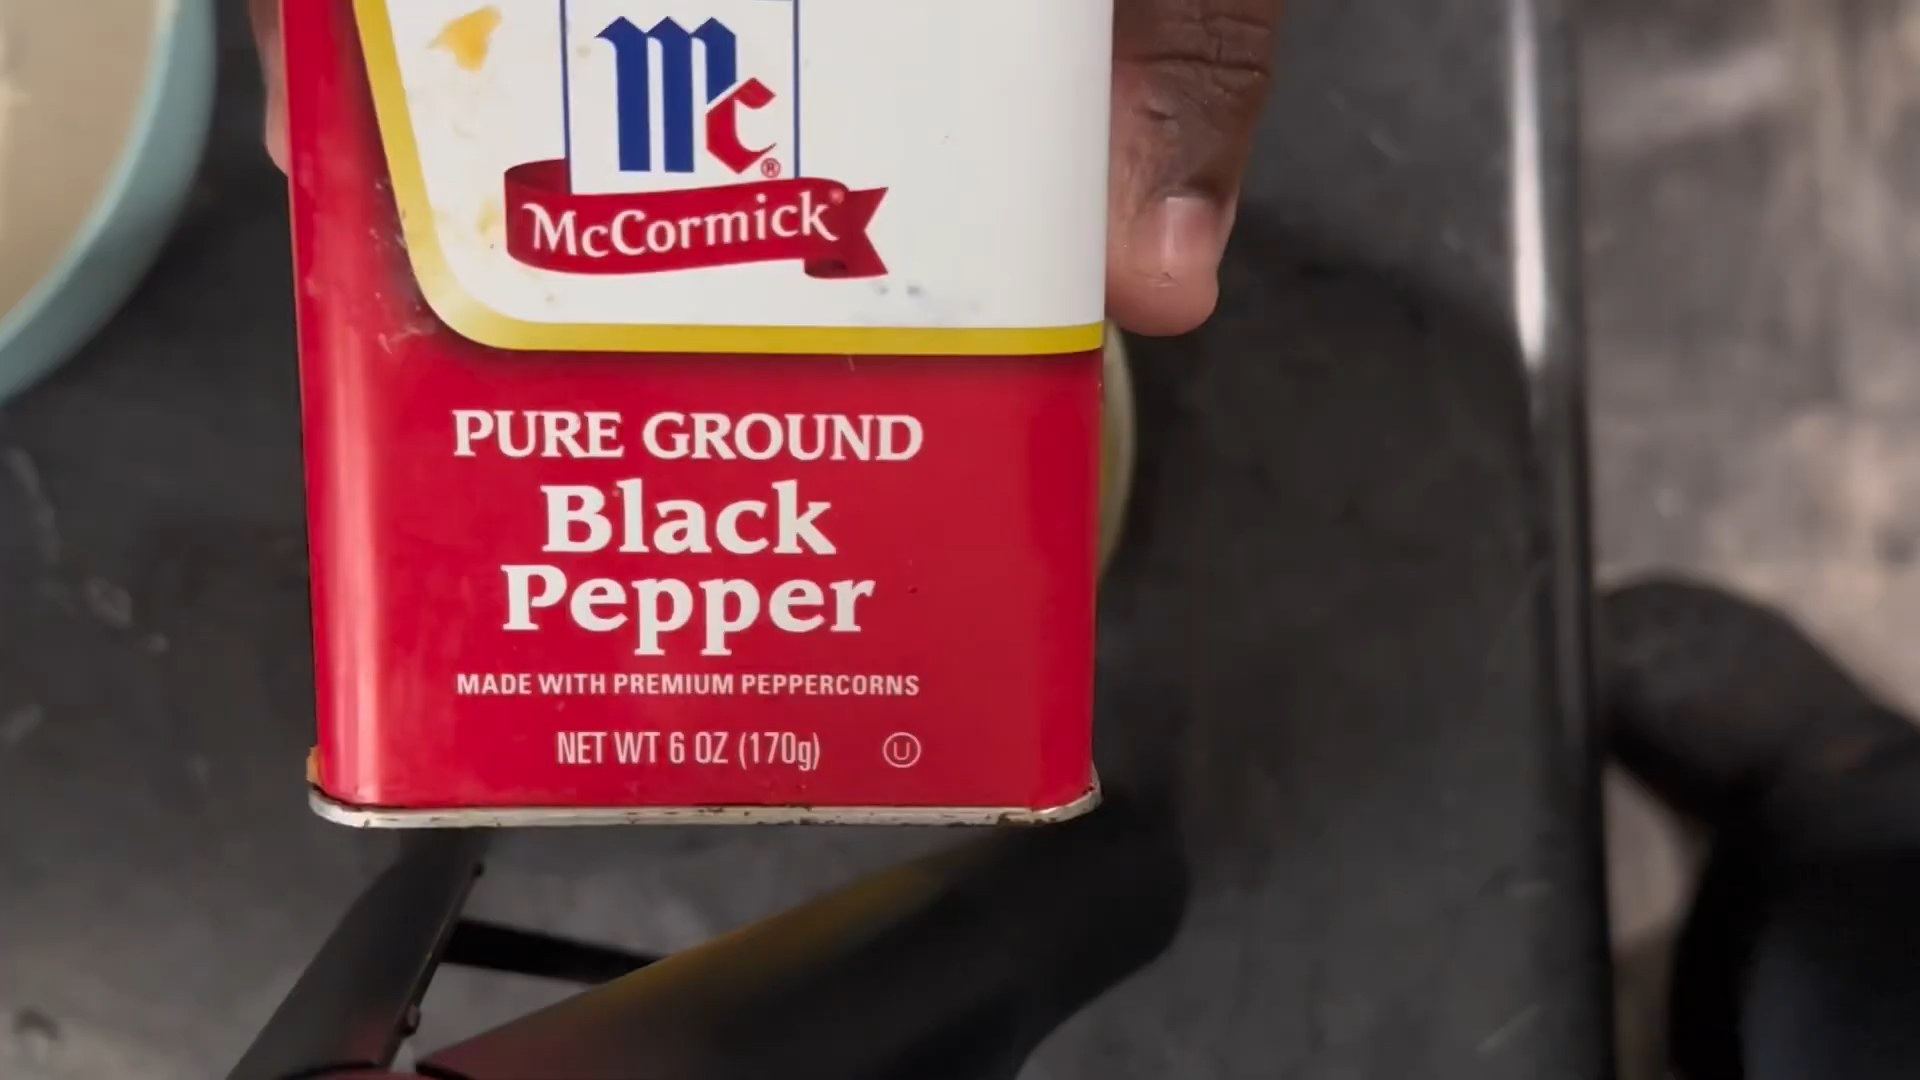 Mc®
McCormick®
PURE GROUND
Black
Pepper
MADE WITH PREMIUM PEPPERCORNS
NET WT 6 OZ (170g) Ⓤ